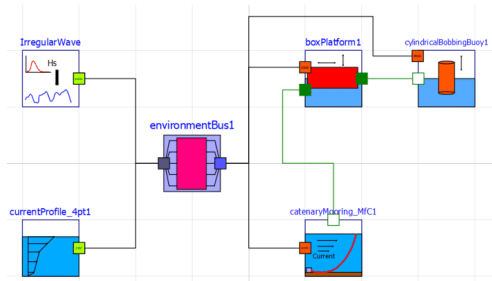 IrregularWave
boxPlatform1
cylindricalBobbingBuoy1
Hs
environmentBus1
currentProfile_4pt1
catenaryMooring_MfC1
Current